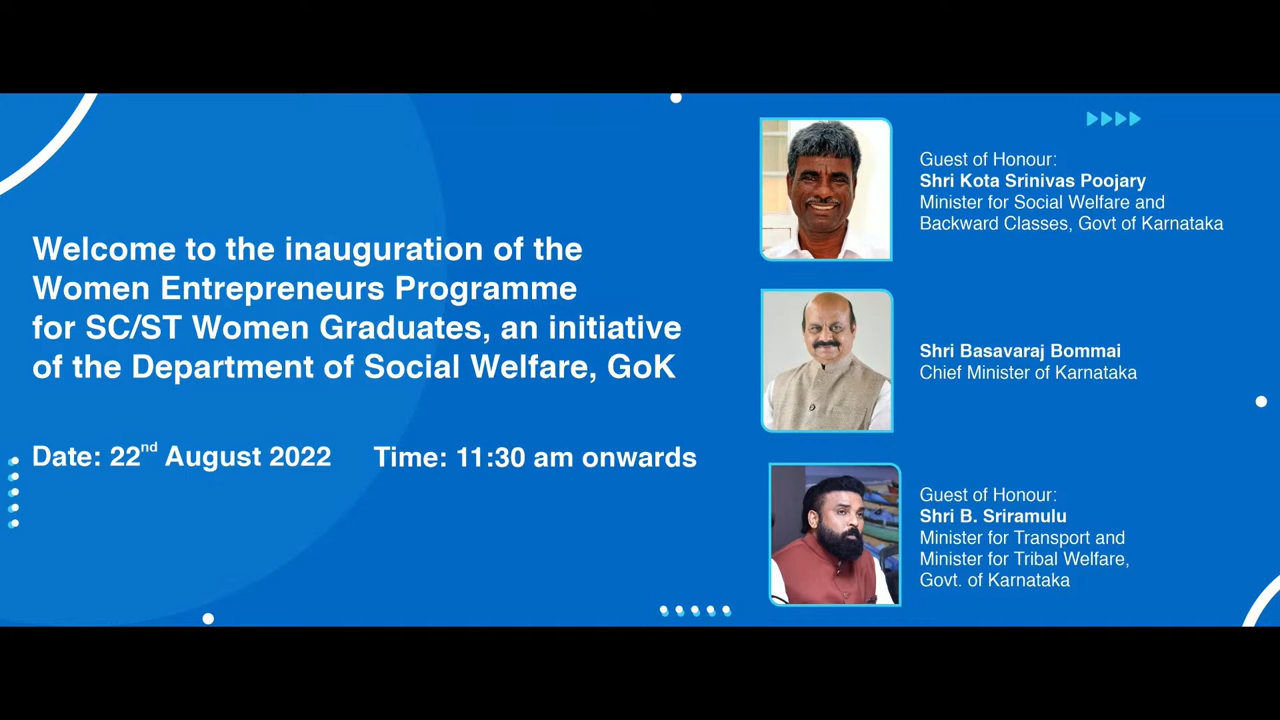 Welcome to the inauguration of the
Women Entrepreneurs Programme
for SC/ST Women Graduates, an initiative
of the Department of Social Welfare, GoK
Date: 22nd August 2022
Time: 11:30 am onwards
Guest of Honour:
Shri Kota Srinivas Poojary
Minister for Social Welfare and
Backward Classes, Govt of Karnataka
Shri Basavaraj Bommai
Chief Minister of Karnataka
Guest of Honour:
Shri B. Sriramulu
Minister for Transport and
Minister for Tribal Welfare,
Govt. of Karnataka